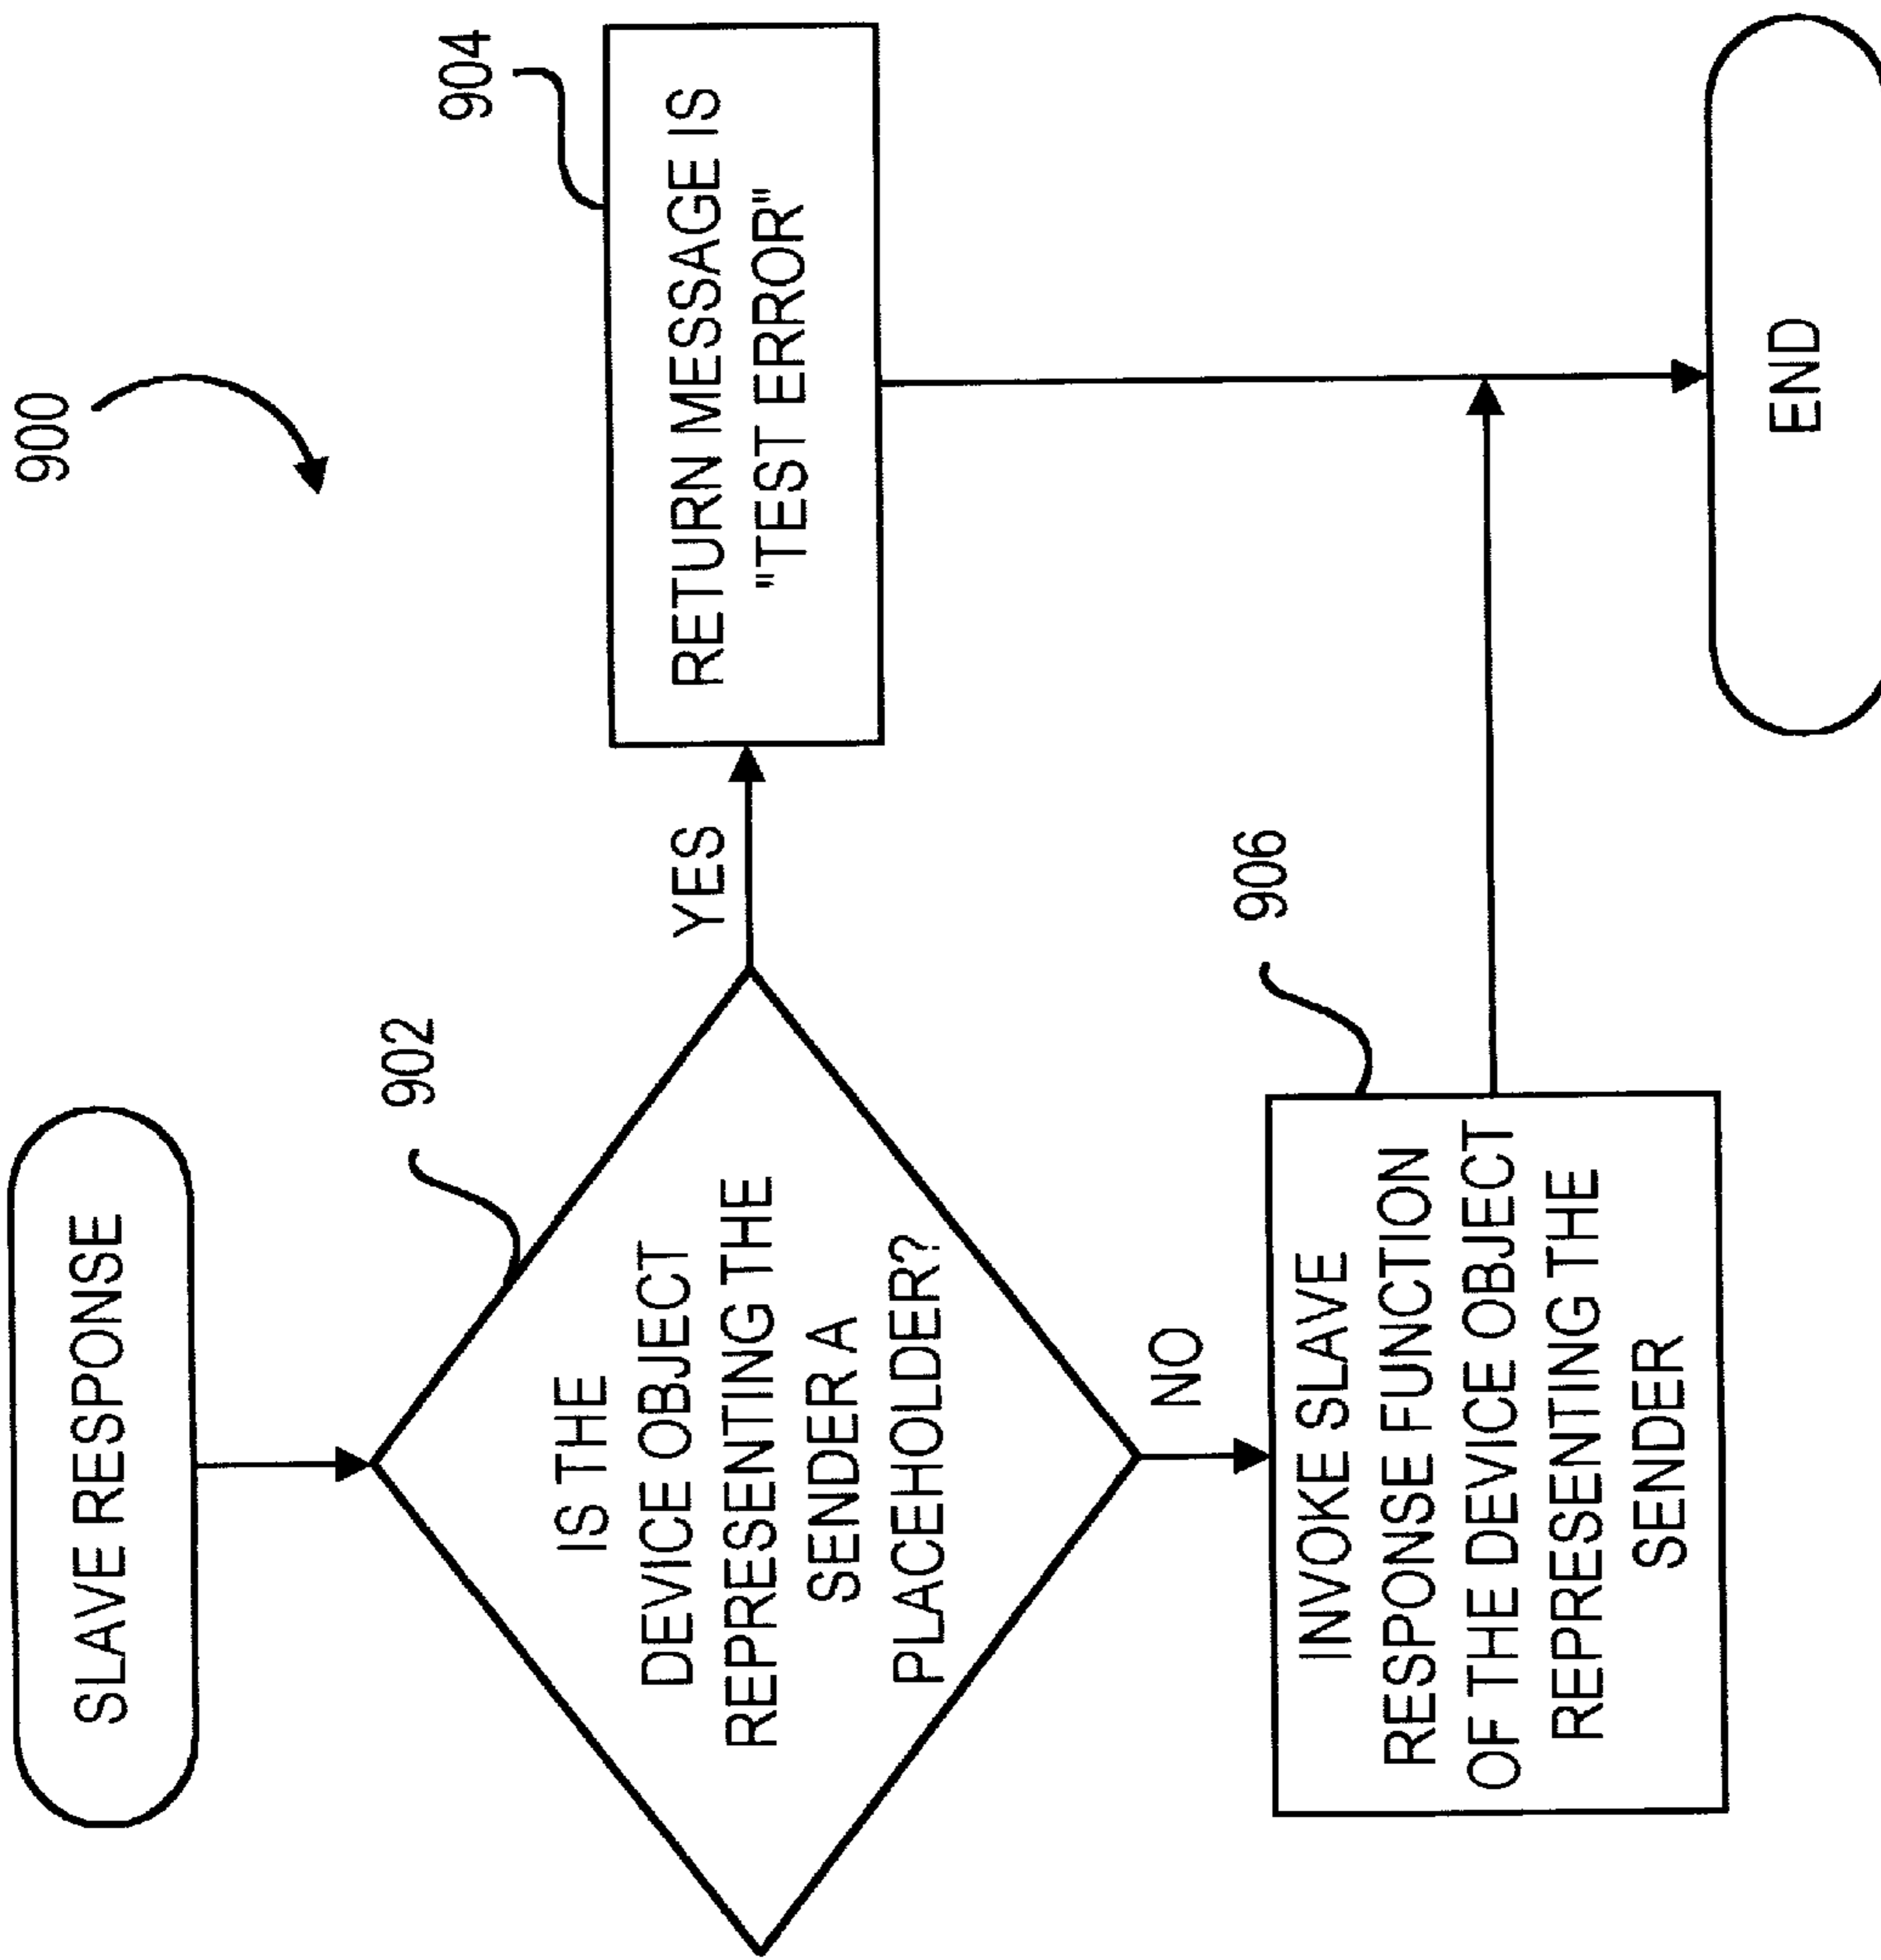 900
SLAVE RESPONSE
902
IS THE
DEVICE OBJECT
REPRESENTING THE
SENDER A
PLACEHOLDER?
YES
904
RETURN MESSAGE IS
"TEST ERROR"
NO
906
INVOKE SLAVE
RESPONSE FUNCTION
OF THE DEVICE OBJECT
REPRESENTING THE
SENDER
END